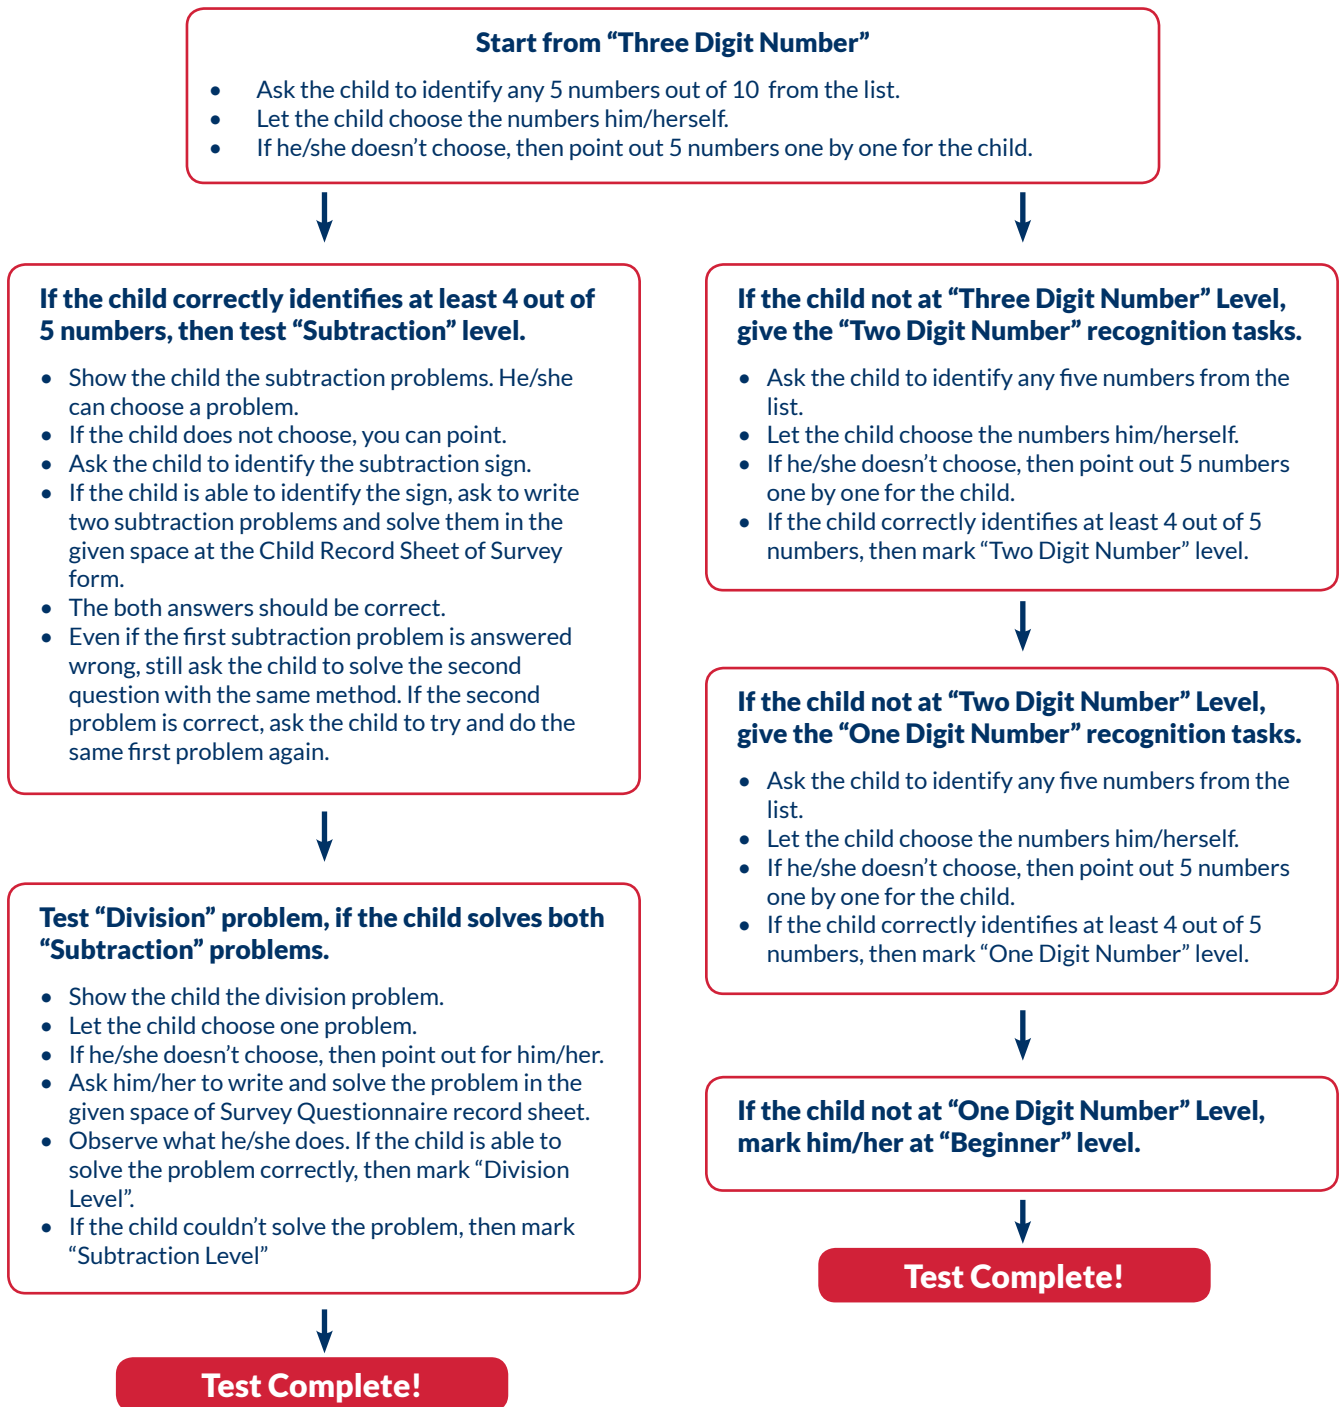 Start from “Three Digit Number”
• Ask the child to identify any 5 numbers out of 10 from the list.
• Let the child choose the numbers him/herself.
• If he/she doesn’t choose, then point out 5 numbers one by one for the child.
If the child correctly identifies at least 4 out of
5 numbers, then test “Subtraction” level.
• Show the child the subtraction problems. He/she
can choose a problem.
• If the child does not choose, you can point.
• Ask the child to identify the subtraction sign.
• If the child is able to identify the sign, ask to write
two subtraction problems and solve them in the
given space at the Child Record Sheet of Survey
form.
• The both answers should be correct.
• Even if the first subtraction problem is answered
wrong, still ask the child to solve the second
question with the same method. If the second
problem is correct, ask the child to try and do the
same first problem again.
Test “Division” problem, if the child solves both
“Subtraction” problems.
• Show the child the division problem.
• Let the child choose one problem.
• If he/she doesn’t choose, then point out for him/her.
• Ask him/her to write and solve the problem in the
given space of Survey Questionnaire record sheet.
• Observe what he/she does. If the child is able to
solve the problem correctly, then mark “Division
Level”.
• If the child couldn’t solve the problem, then mark
“Subtraction Level”
Test Complete!
If the child not at “Three Digit Number” Level,
give the “Two Digit Number” recognition tasks.
• Ask the child to identify any five numbers from the
list.
• Let the child choose the numbers him/herself.
• If he/she doesn’t choose, then point out 5 numbers
one by one for the child.
• If the child correctly identifies at least 4 out of 5
numbers, then mark “Two Digit Number” level.
If the child not at “Two Digit Number” Level,
give the “One Digit Number” recognition tasks.
• Ask the child to identify any five numbers from the
list.
• Let the child choose the numbers him/herself.
• If he/she doesn’t choose, then point out 5 numbers
one by one for the child.
• If the child correctly identifies at least 4 out of 5
numbers, then mark “One Digit Number” level.
If the child not at “One Digit Number” Level,
mark him/her at “Beginner” level.
Test Complete!